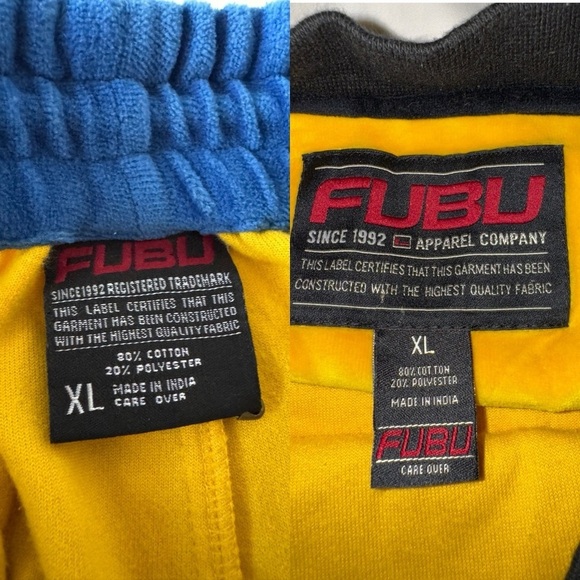 FUBU
SINCE 1992 REGISTERED TRADEMARK
THIS LABEL CERTIFIES THAT THIS
GARMENT HAS BEEN CONSTRUCTED
WITH THE HIGHEST QUALITY FABRIC
80% COTTON
20% POLYESTER
XL
MADE IN INDIA
CARE OVER
FUBU
SINCE 1992 APPAREL COMPANY
THIS LABEL CERTIFIES THAT THIS GARMENT HAS BEEN
CONSTRUCTED WITH THE HIGHEST QUALITY FABRIC
XL
80% COTTON
20% POLYESTER
MADE IN INDIA
FUBU
CARE OVER